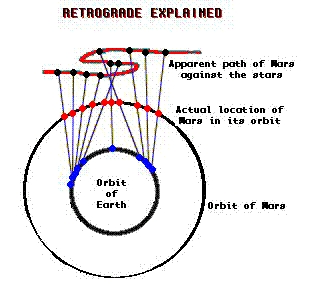 RETROGRADE EXPLAINED
Apparent path of Mars
against the stars
Actual location of
Mars in its orbit
Orbit
of
Earth
Orbit of Mars